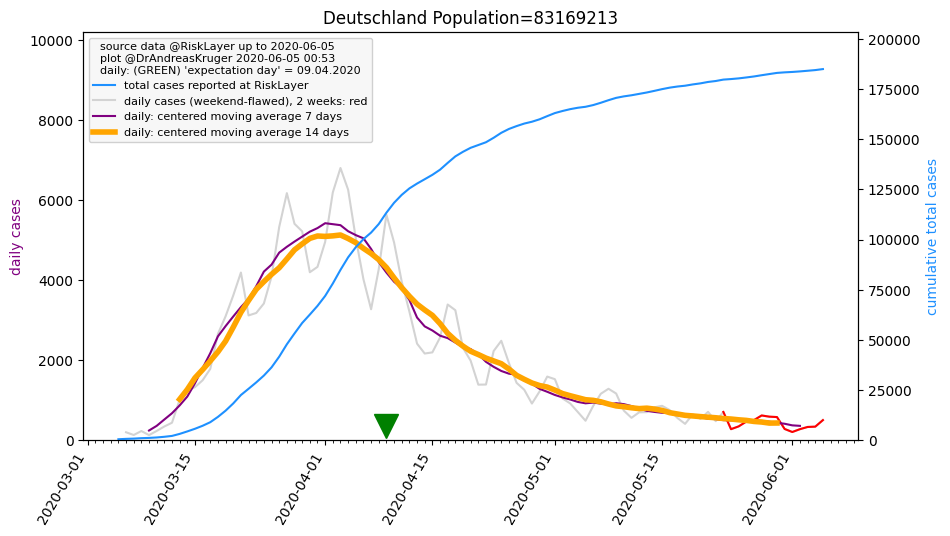 Deutschland Population=83169213
source data @RiskLayer up to 2020-06-05
plot @DrAndreasKruger 2020-06-05 00:53
daily: (GREEN) 'expectation day' = 09.04.2020
total cases reported at RiskLayer
daily cases (weekend-flawed), 2 weeks: red
daily: centered moving average 7 days
daily: centered moving average 14 days
daily cases
10000
8000
6000
4000
2000
0
cumulative total cases
200000
175000
150000
125000
100000
75000
50000
25000
0
2020-03-01
2020-03-15
2020-04-01
2020-04-15
2020-05-01
2020-05-15
2020-06-01